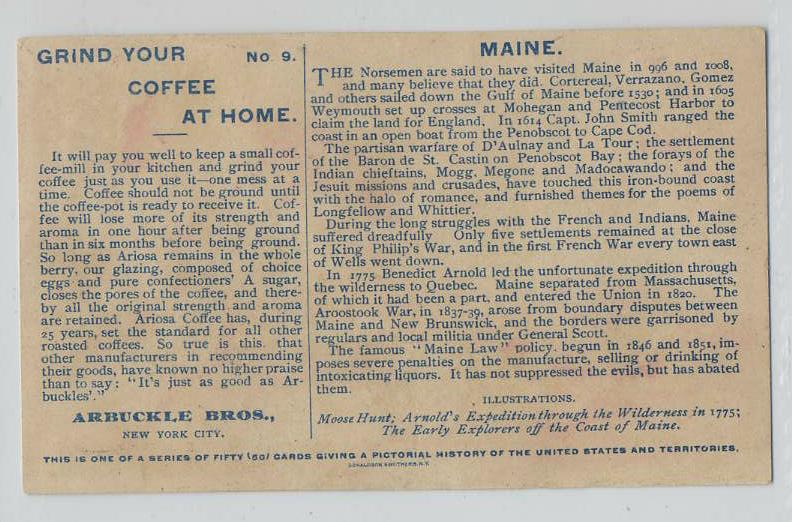 GRIND YOUR No 9.
COFFEE
AT HOME.
It will pay you well to keep a small cof-
fee-mill in your kitchen and grind your
coffee just as you use it—one mess at a
time. Coffee should not be ground until
the coffee-pot is ready to receive it. Cof-
fee will lose more of its strength and
aroma in one hour after being ground
than in six months before being ground.
So long as Ariosa remains in the whole
berry, our glazing, composed of choice
eggs and pure confectioners' A sugar,
closes the pores of the coffee, and there-
by all the original strength and aroma
are retained. Ariosa Coffee has, during
25 years, set the standard for all other
roasted coffees. So true is this, that
other manufacturers in recommending
their goods, have known no higher praise
than to say: "It's just as good as Ar-
buckles'."
ARBUCKLE BROS.,
NEW YORK CITY.
MAINE.
THE Norsemen are said to have visited Maine in 996 and 1008,
and many believe that they did. Cortereal, Verrazano, Gomez
and others sailed down the Gulf of Maine before 1530; and in 1605
Weymouth set up crosses at Mohegan and Pentecost Harbor to
claim the land for England. In 1614 Capt. John Smith ranged the
coast in an open boat from the Penobscot to Cape Cod.
The partisan warfare of D'Aulnay and La Tour; the settlement
of the Baron de St. Castin on Penobscot Bay; the forays of the
Indian chieftains, Mogg, Megone and Madocawando; and the
Jesuit missions and crusades, have touched this iron-bound coast
with the halo of romance, and furnished themes for the poems of
Longfellow and Whittier.
During the long struggles with the French and Indians, Maine
suffered dreadfully Only five settlements remained at the close
of King Philip's War, and in the first French War every town east
of Wells went down.
In 1775 Benedict Arnold led the unfortunate expedition through
the wilderness to Quebec. Maine separated from Massachusetts,
of which it had been a part, and entered the Union in 1820. The
Aroostook War, in 1837-39, arose from boundary disputes between
Maine and New Brunswick, and the borders were garrisoned by
regulars and local militia under General Scott.
The famous "Maine Law" policy. begun in 1846 and 1851, im-
poses severe penalties on the manufacture, selling or drinking of
intoxicating liquors. It has not suppressed the evils, but has abated
them.
ILLUSTRATIONS.
Moose Hunt; Arnold's Expedition through the Wilderness in 1775;
The Early Explorers off the Coast of Maine.
THIS IS ONE OF A SERIES OF FIFTY (50) CARDS GIVING A PICTORIAL HISTORY OF THE UNITED STATES AND TERRITORIES.
DONALDSON BROTHERS, N.Y.